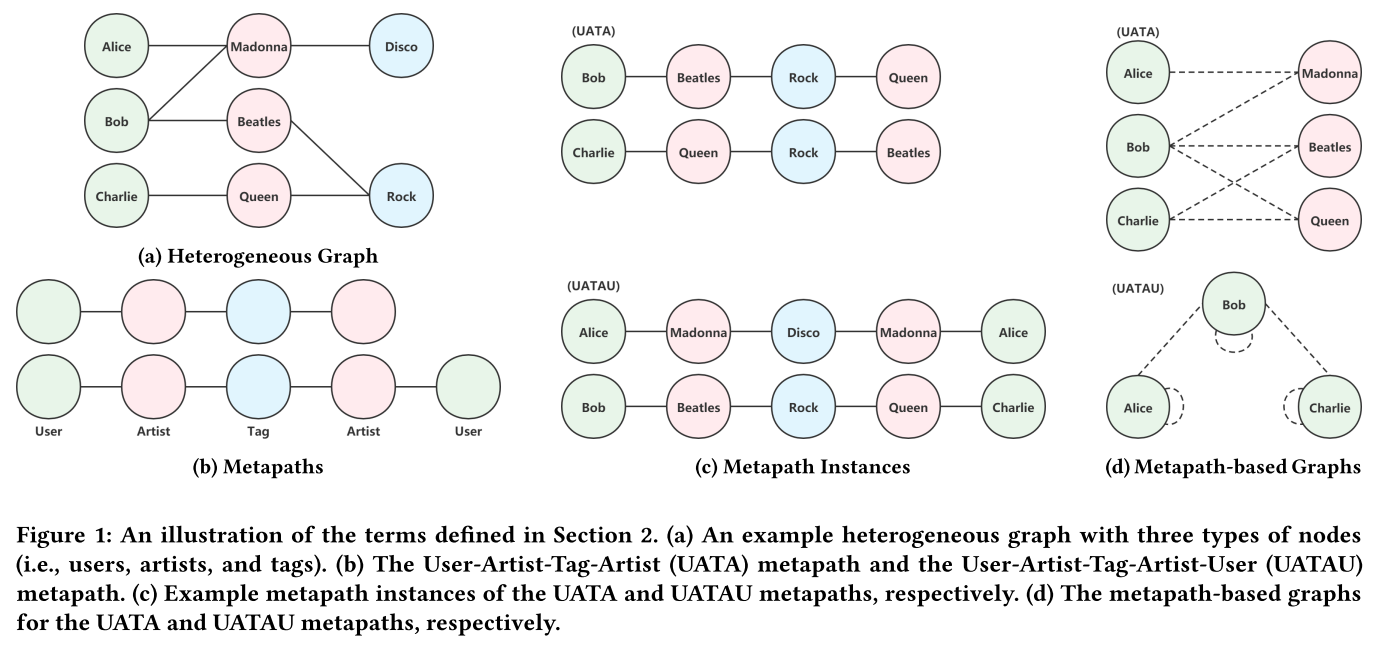 Alice
Madonna
Disco
Bob
Beatles
Charlie
Queen
Rock
(a) Heterogeneous Graph
User
Artist
Tag
Artist
User
(b) Metapaths
(UATA)
Bob
Beatles
Rock
Queen
Charlie
Queen
Rock
Beatles
(UATAU)
Alice
Madonna
Disco
Madonna
Alice
Bob
Beatles
Rock
Queen
Charlie
(c) Metapath Instances
(UATA)
Alice
Madonna
Bob
Beatles
Charlie
Queen
(UATAU)
Bob
Alice
Charlie
(d) Metapath-based Graphs
Figure 1: An illustration of the terms defined in Section 2. (a) An example heterogeneous graph with three types of nodes
(i.e., users, artists, and tags). (b) The User-Artist-Tag-Artist (UATA) metapath and the User-Artist-Tag-Artist-User (UATAU)
metapath. (c) Example metapath instances of the UATA and UATAU metapaths, respectively. (d) The metapath-based graphs
for the UATA and UATAU metapaths, respectively.